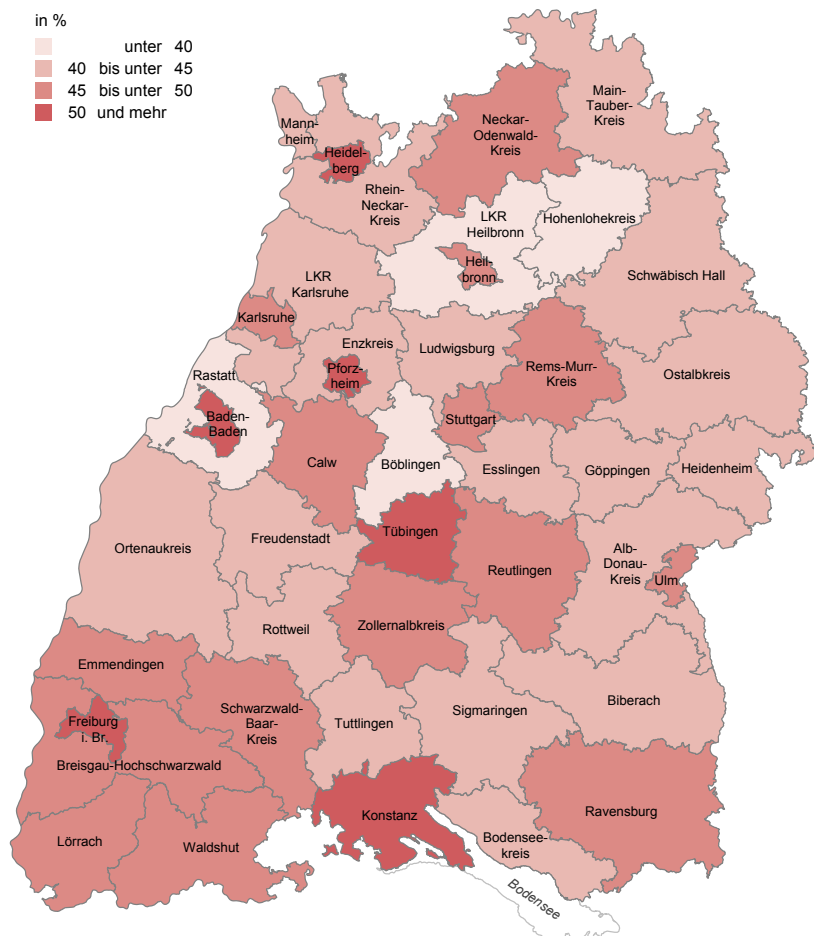 in %
unter 40
40 bis unter 45
45 bis unter 50
50 und mehr
Main-
Tauber-
Kreis
Neckar-
Odenwald-
Kreis
Mann-
heim
Heidel-
berg
Rhein-
Neckar-
Kreis
LKR
Heilbronn
Hohenlohekreis
Heil-
bronn
Schwäbisch Hall
LKR
Karlsruhe
Karlsruhe
Enzkreis
Ludwigsburg
Pforz-
heim
Rems-Murr-
Kreis
Ostalbkreis
Rastatt
Baden-
Baden
Stuttgart
Calw
Böblingen
Esslingen
Göppingen
Heidenheim
Tübingen
Freudenstadt
Ortenaukreis
Reutlingen
Alb-
Donau-
Kreis
Ulm
Zollernalbkreis
Rottweil
Emmendingen
Schwarzwald-
Baar-
Kreis
Tuttlingen
Sigmaringen
Biberach
Freiburg
i. Br.
Breisgau-Hochschwarzwald
Konstanz
Ravensburg
Lörrach
Waldshut
Bodensee-
kreis
Bodensee